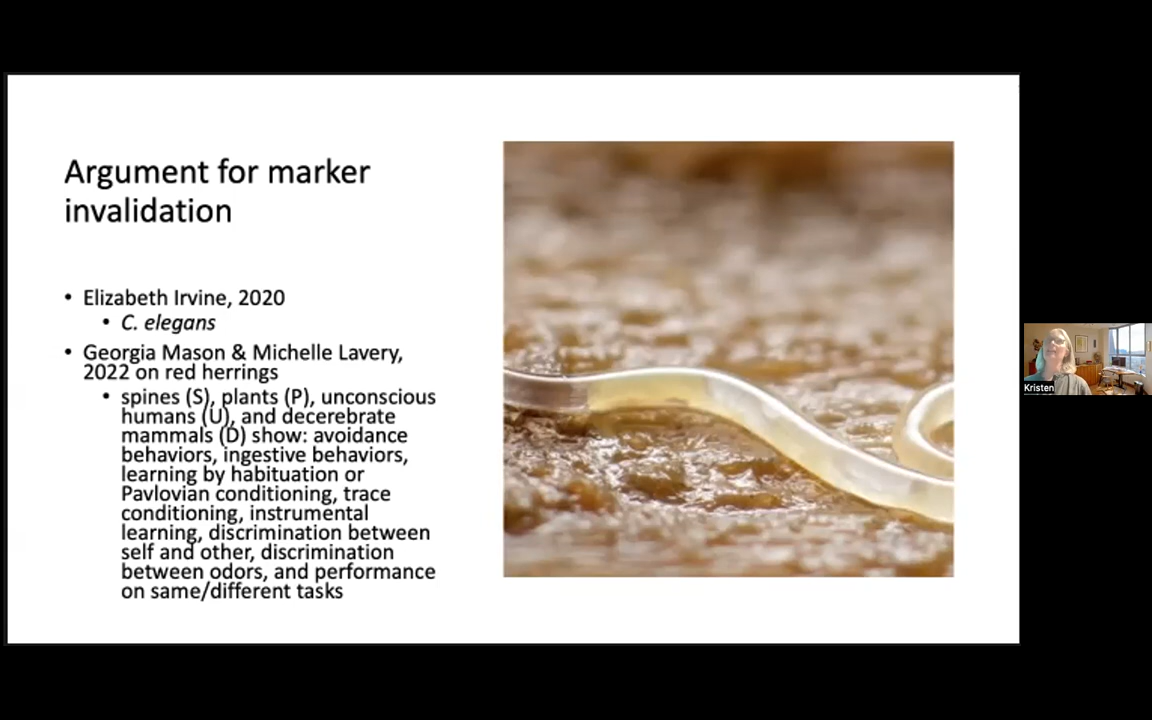 Argument for marker
invalidation
• Elizabeth Irvine, 2020
• C. elegans
• Georgia Mason & Michelle Lavery,
2022 on red herrings
• spines (S), plants (P), unconscious
humans (U), and decerebrate
mammals (D) show: avoidance
behaviors, ingestive behaviors,
learning by habituation or
Pavlovian conditioning, trace
conditioning, instrumental
learning, discrimination between
self and other, discrimination
between odors, and performance
on same/different tasks
Kristen